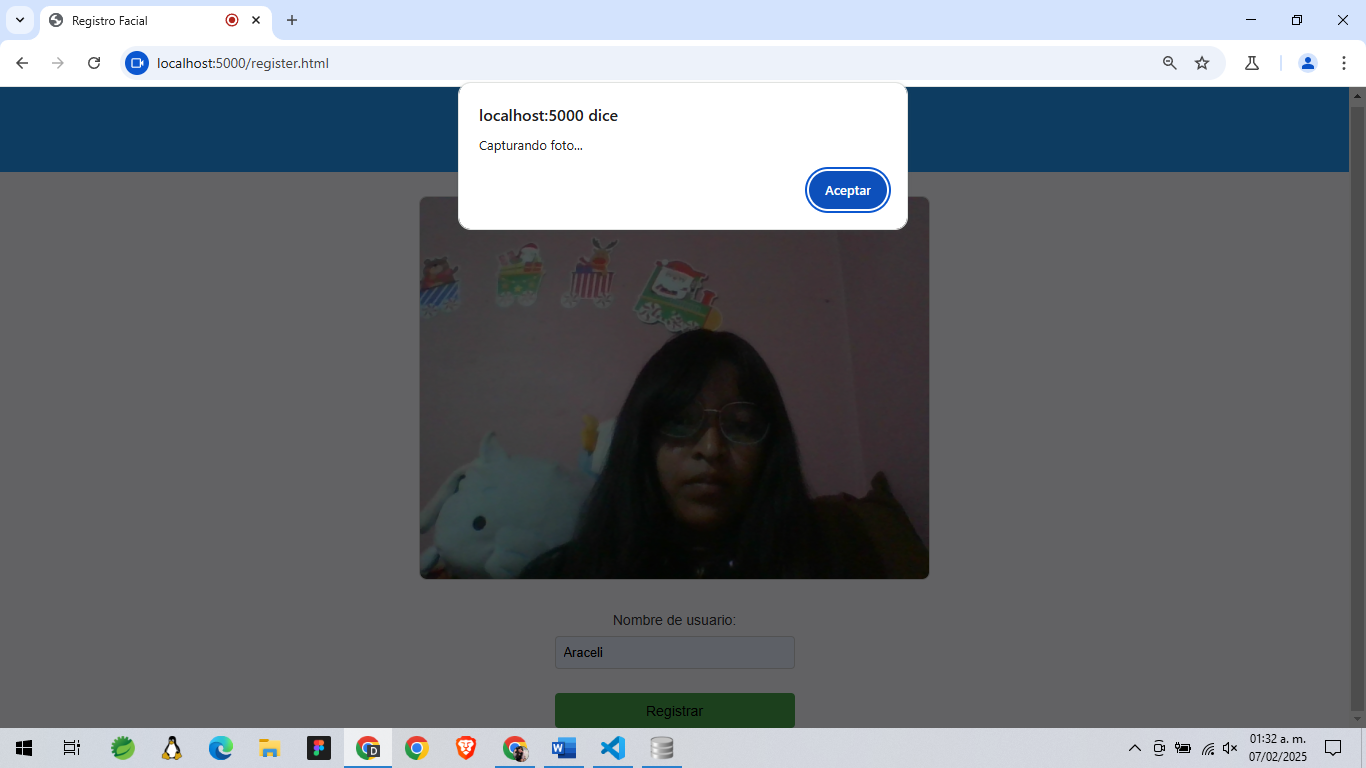 Registro Facial
localhost:5000/register.html
localhost:5000 dice
Capturando foto...
Aceptar
Nombre de usuario:
Araceli
Registrar
01:32 a. m.
07/02/2025